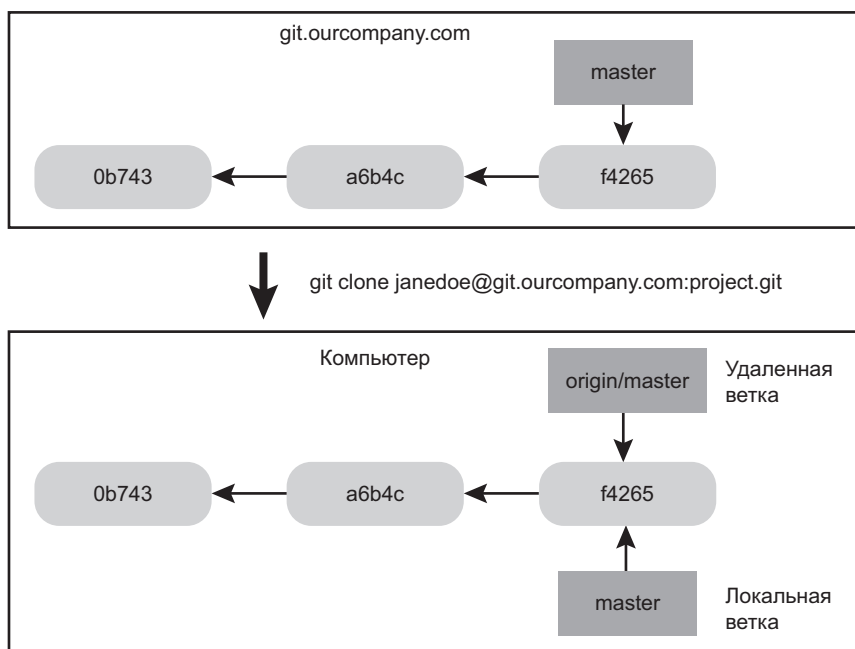 git.ourcompany.com
master
0b743
a6b4c
f4265
git clone janedoe@git.ourcompany.com:project.git
Компьютер
origin/master
Удаленная
ветка
0b743
a6b4c
f4265
master
Локальная
ветка